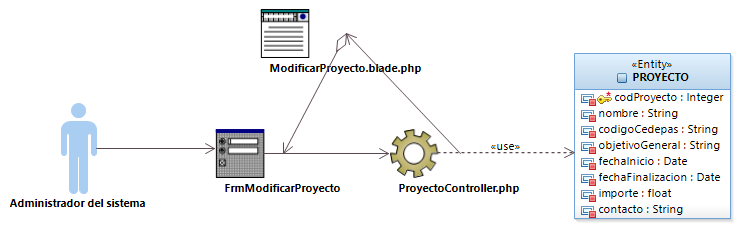 ModificarProyecto.blade.php
«Entity»
PROYECTO
codProyecto : Integer
nombre : String
codigoCedepas : String
objetivoGeneral : String
fechaInicio : Date
fechaFinalizacion : Date
importe : float
contacto : String
«use»
Administrador del sistema
FrmModificarProyecto
ProyectoController.php